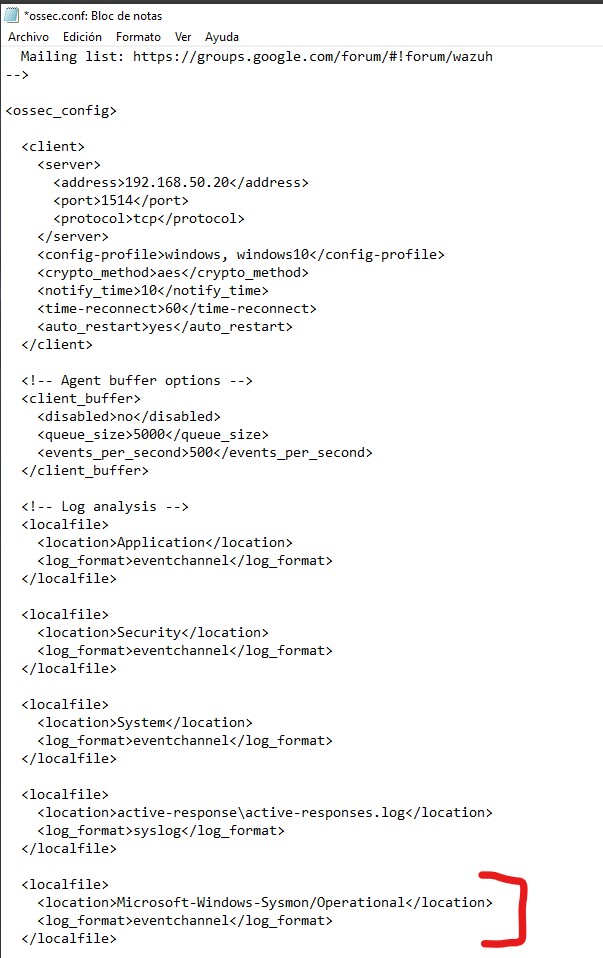 *ossec.conf: Bloc de notas
Archivo Edición Formato Ver Ayuda
Mailing list: https://groups.google.com/forum/#!forum/wazuh
-->
<ossec_config>
<client>
<server>
<address>192.168.50.20</address>
<port>1514</port>
<protocol>tcp</protocol>
</server>
<config-profile>windows, windows10</config-profile>
<crypto_method>aes</crypto_method>
<notify_time>10</notify_time>
<time-reconnect>60</time-reconnect>
<auto_restart>yes</auto_restart>
</client>
<!-- Agent buffer options -->
<client_buffer>
<disabled>no</disabled>
<queue_size>5000</queue_size>
<events_per_second>500</events_per_second>
</client_buffer>
<!-- Log analysis -->
<localfile>
<location>Application</location>
<log_format>eventchannel</log_format>
</localfile>
<localfile>
<location>Security</location>
<log_format>eventchannel</log_format>
</localfile>
<localfile>
<location>System</location>
<log_format>eventchannel</log_format>
</localfile>
<localfile>
<location>active-response\active-responses.log</location>
<log_format>syslog</log_format>
</localfile>
<localfile>
<location>Microsoft-Windows-Sysmon/Operational</location>
<log_format>eventchannel</log_format>
</localfile>